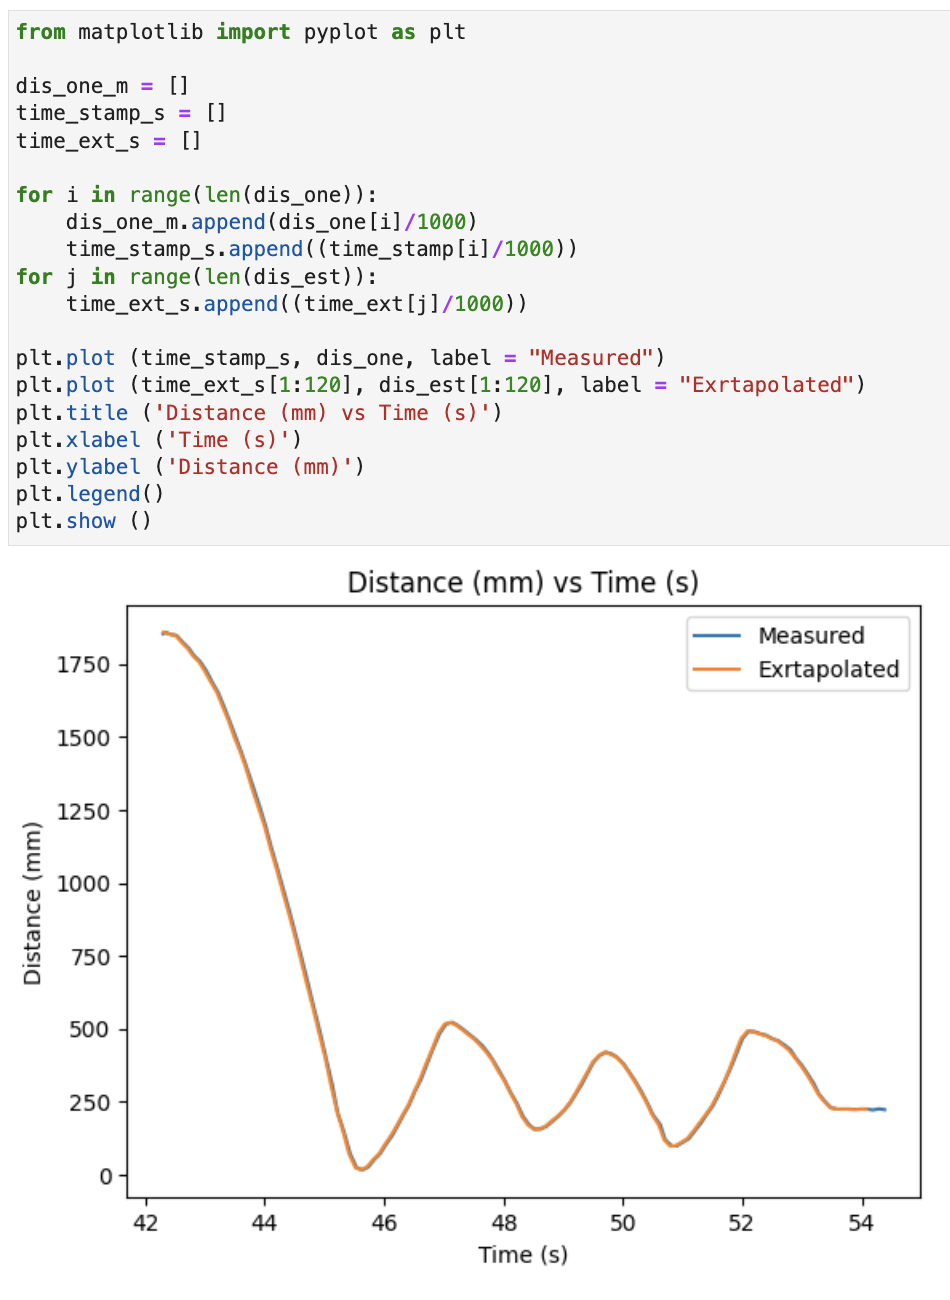 from matplotlib import pyplot as plt
dis_one_m = []
time_stamp_s = []
time_ext_s = []
for i in range(len(dis_one)):
    dis_one_m.append(dis_one[i]/1000)
    time_stamp_s.append((time_stamp[i]/1000))
for j in range(len(dis_est)):
    time_ext_s.append((time_ext[j]/1000))
plt.plot (time_stamp_s, dis_one, label = "Measured")
plt.plot (time_ext_s[1:120], dis_est[1:120], label = "Exrtapolated")
plt.title ('Distance (mm) vs Time (s)')
plt.xlabel ('Time (s)')
plt.ylabel ('Distance (mm)')
plt.legend()
plt.show ()
Distance (mm) vs Time (s)
Measured
Exrtapolated
1750
1500
1250
1000
750
500
250
0
Distance (mm)
42 44 46 48 50 52 54
Time (s)